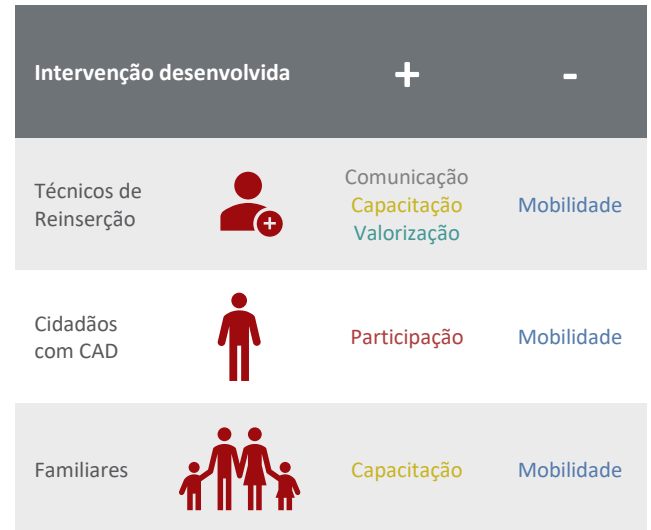 Intervenção desenvolvida + -
Técnicos de
Reinserção
Comunicação
Capacitação
Valorização
Mobilidade
Cidadãos
com CAD
Participação
Mobilidade
Familiares
Capacitação
Mobilidade